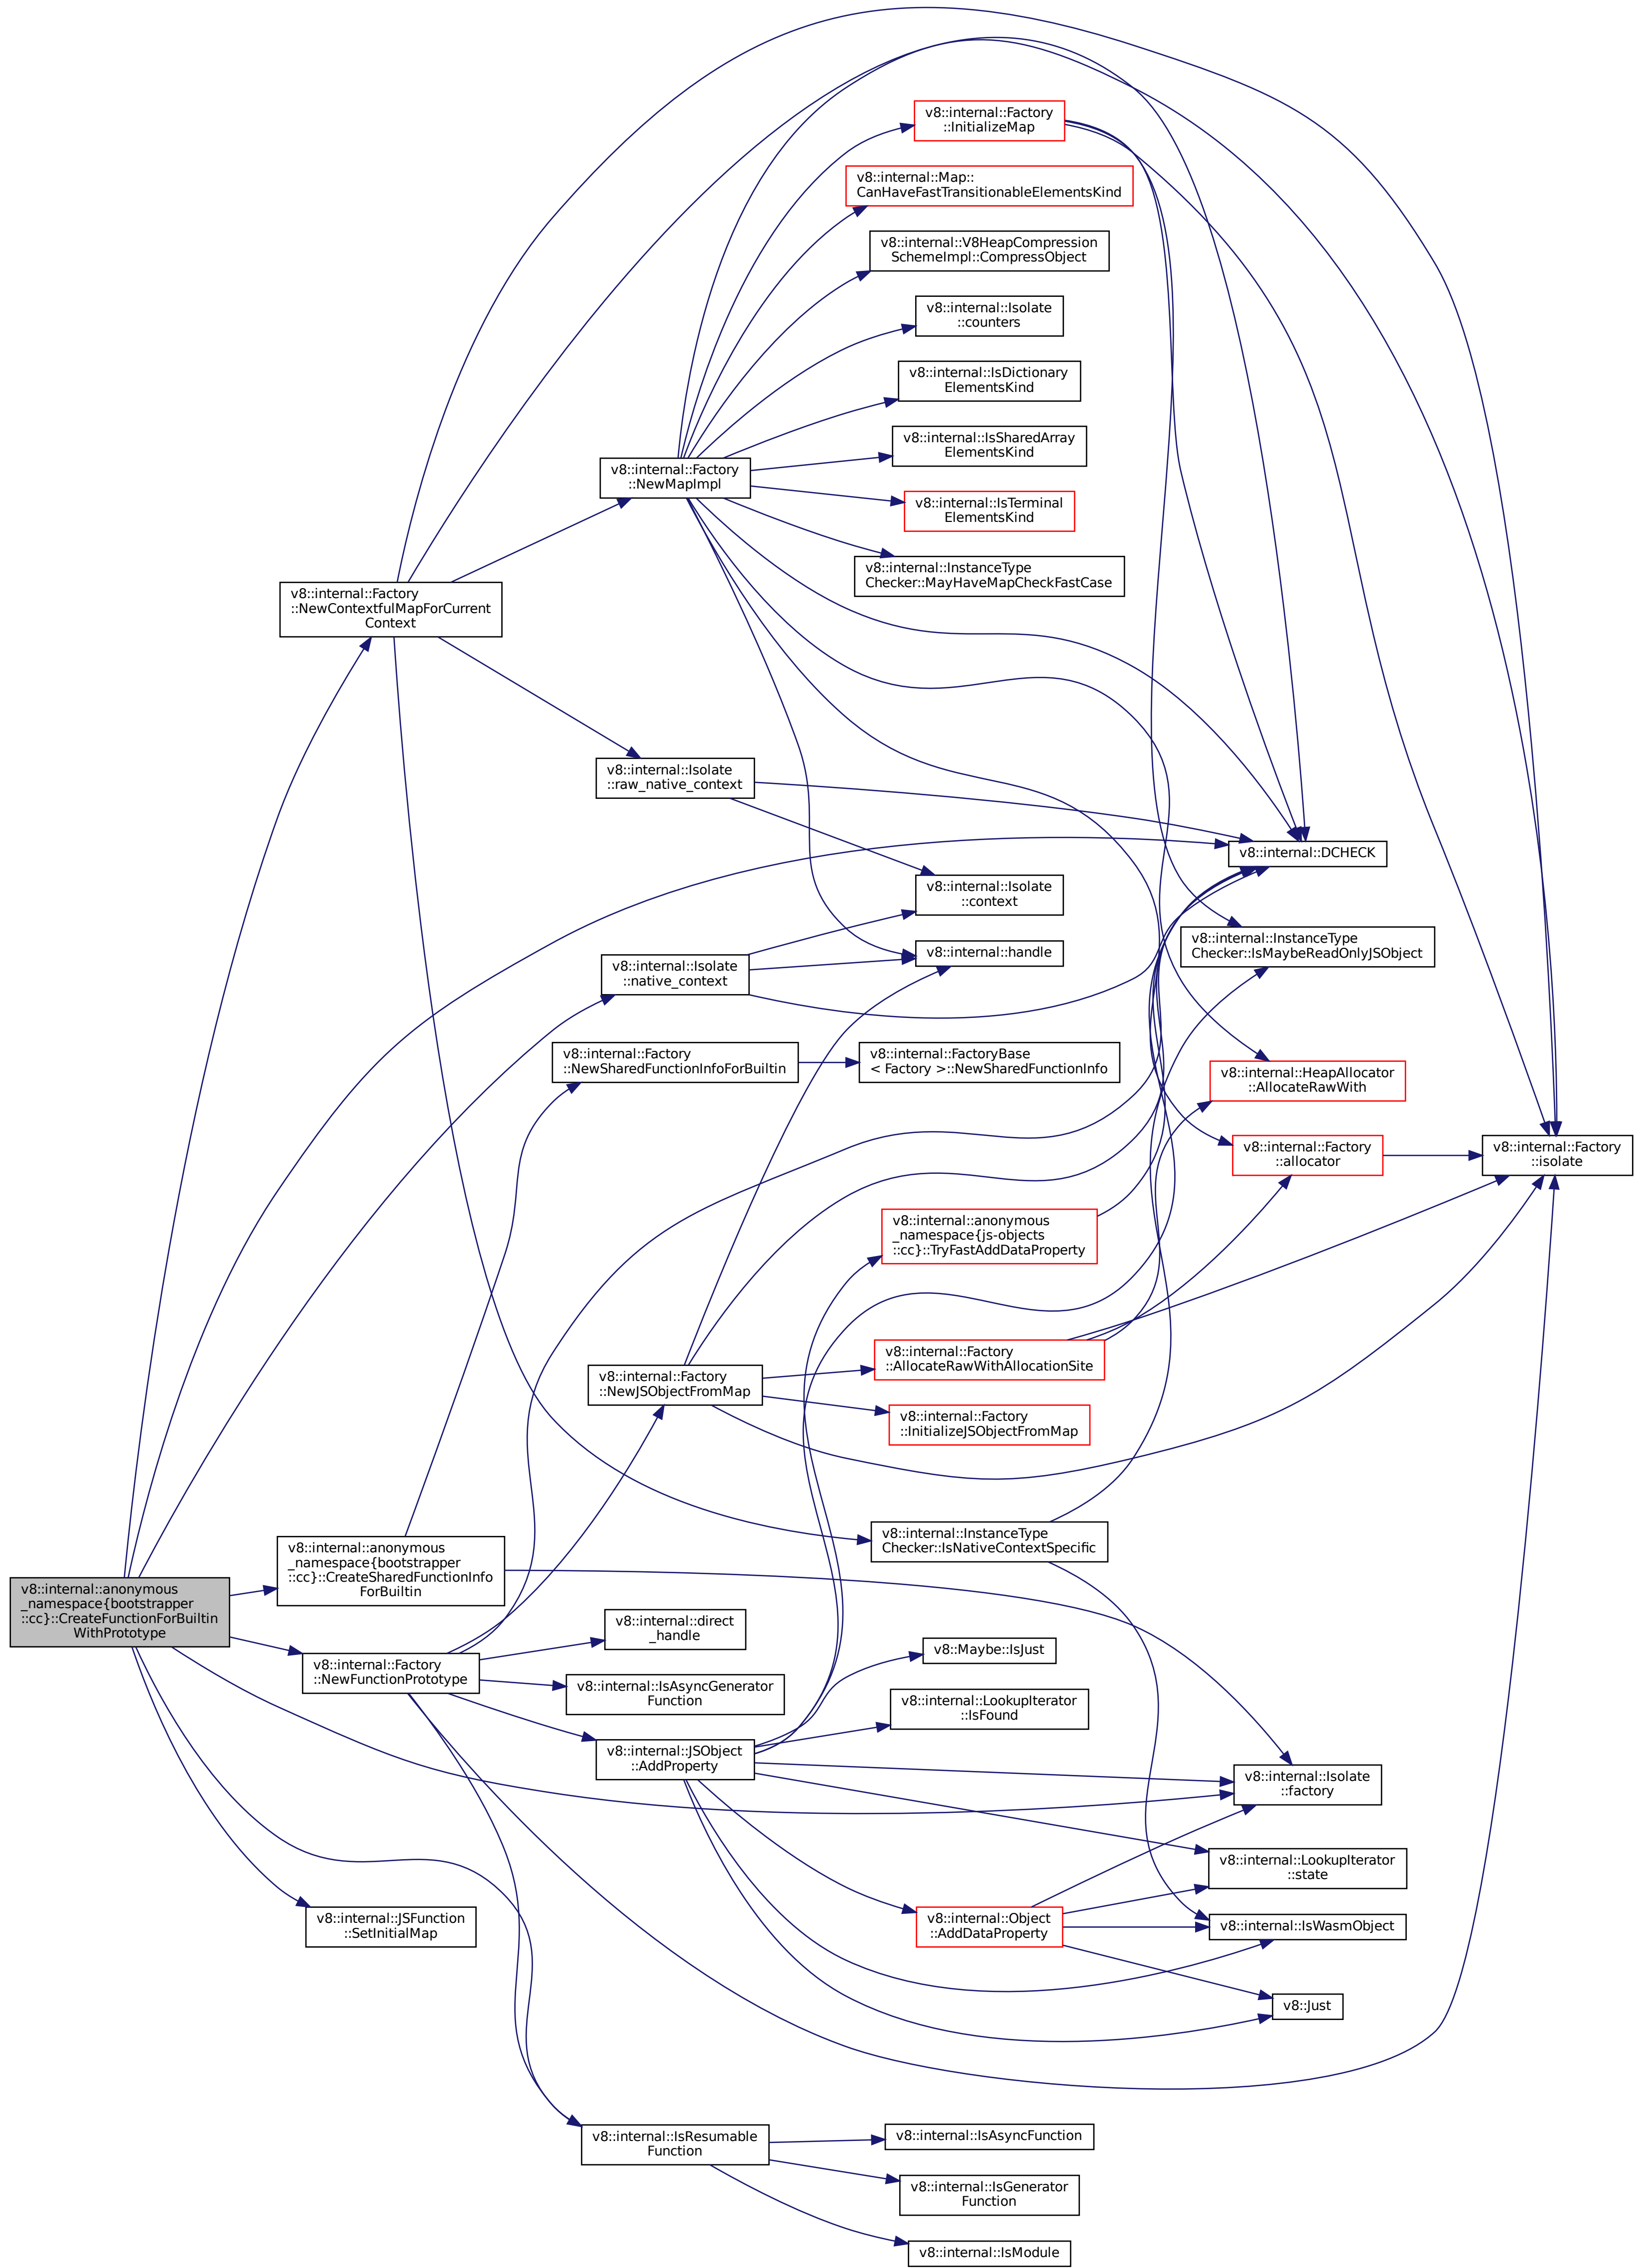 v8::internal::Factory
::InitializeMap
v8::internal::Map::
CanHaveFastTransitionableElementsKind
v8::internal::V8HeapCompression
SchemeImpl::CompressObject
v8::internal::Isolate
::counters
v8::internal::IsDictionary
ElementsKind
v8::internal::IsSharedArray
ElementsKind
v8::internal::Factory
::NewMapImpl
v8::internal::IsTerminal
ElementsKind
v8::internal::InstanceType
Checker::MayHaveMapCheckFastCase
v8::internal::Factory
::NewContextfulMapForCurrent
Context
v8::internal::Isolate
::raw_native_context
v8::internal::DCHECK
v8::internal::Isolate
::context
v8::internal::handle
v8::internal::InstanceType
Checker::IsMaybeReadOnlyJSObject
v8::internal::Isolate
::native_context
v8::internal::Factory
::NewSharedFunctionInfoForBuiltin
v8::internal::FactoryBase
< Factory >::NewSharedFunctionInfo
v8::internal::HeapAllocator
::AllocateRawWith
v8::internal::Factory
::allocator
v8::internal::Factory
::isolate
v8::internal::anonymous
_namespace{js-objects
::cc}::TryFastAddDataProperty
v8::internal::Factory
::AllocateRawWithAllocationSite
v8::internal::Factory
::NewJSObjectFromMap
v8::internal::Factory
::InitializeJSObjectFromMap
v8::internal::InstanceType
Checker::IsNativeContextSpecific
v8::internal::anonymous
_namespace{bootstrapper
::cc}::CreateSharedFunctionInfo
ForBuiltin
v8::internal::anonymous
_namespace{bootstrapper
::cc}::CreateFunctionForBuiltin
WithPrototype
v8::internal::direct
_handle
v8::Maybe::IsJust
v8::internal::Factory
::NewFunctionPrototype
v8::internal::IsAsyncGenerator
Function
v8::internal::LookupIterator
::IsFound
v8::internal::JSObject
::AddProperty
v8::internal::Isolate
::factory
v8::internal::LookupIterator
::state
v8::internal::JSFunction
::SetInitialMap
v8::internal::Object
::AddDataProperty
v8::internal::IsWasmObject
v8::Just
v8::internal::IsResumable
Function
v8::internal::IsAsyncFunction
v8::internal::IsGenerator
Function
v8::internal::IsModule